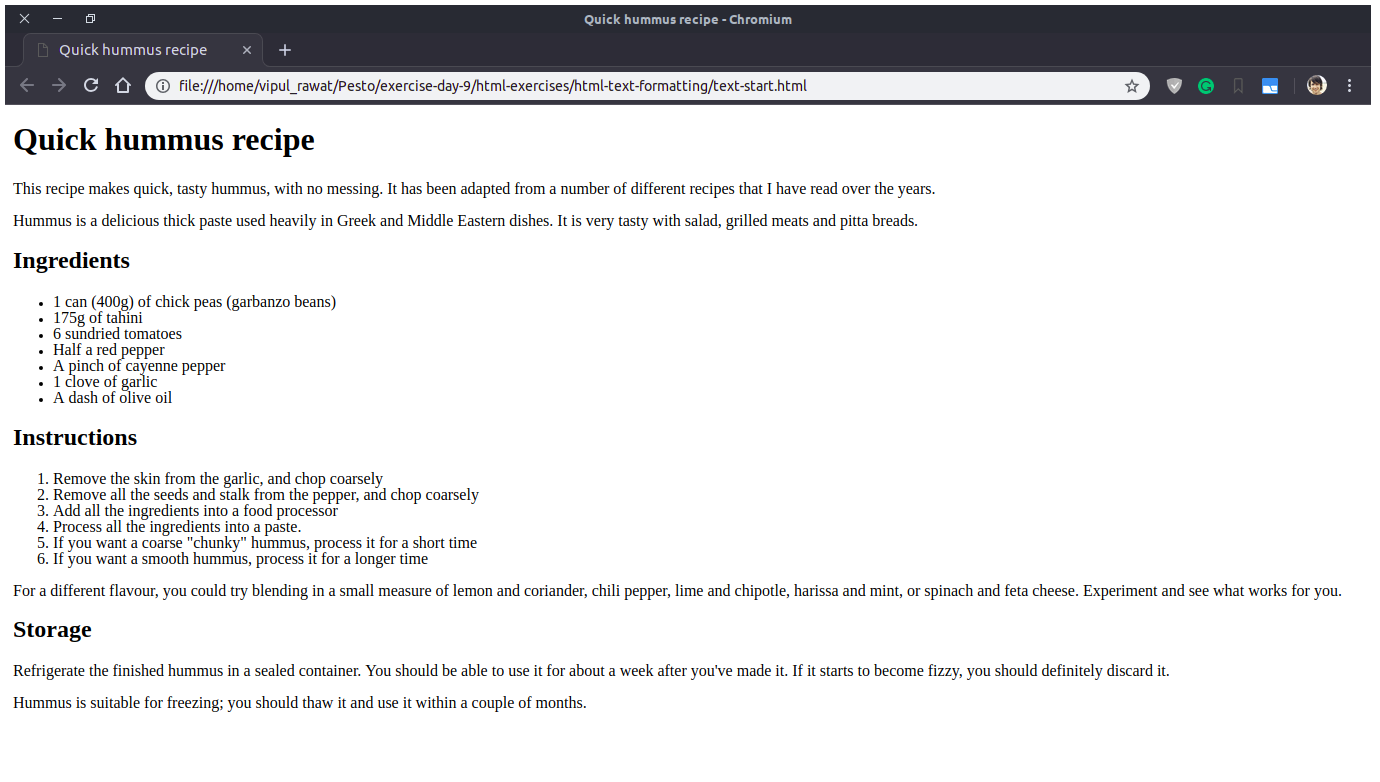 Quick hummus recipe - Chromium
Quick hummus recipe
file:///home/vipul_rawat/Pesto/exercise-day-9/html-exercises/html-text-formatting/text-start.html
Quick hummus recipe
This recipe makes quick, tasty hummus, with no messing. It has been adapted from a number of different recipes that I have read over the years.
Hummus is a delicious thick paste used heavily in Greek and Middle Eastern dishes. It is very tasty with salad, grilled meats and pitta breads.
Ingredients
• 1 can (400g) of chick peas (garbanzo beans)
• 175g of tahini
• 6 sundried tomatoes
• Half a red pepper
• A pinch of cayenne pepper
• 1 clove of garlic
• A dash of olive oil
Instructions
1. Remove the skin from the garlic, and chop coarsely
2. Remove all the seeds and stalk from the pepper, and chop coarsely
3. Add all the ingredients into a food processor
4. Process all the ingredients into a paste.
5. If you want a coarse "chunky" hummus, process it for a short time
6. If you want a smooth hummus, process it for a longer time
For a different flavour, you could try blending in a small measure of lemon and coriander, chili pepper, lime and chipotle, harissa and mint, or spinach and feta cheese. Experiment and see what works for you.
Storage
Refrigerate the finished hummus in a sealed container. You should be able to use it for about a week after you've made it. If it starts to become fizzy, you should definitely discard it.
Hummus is suitable for freezing; you should thaw it and use it within a couple of months.